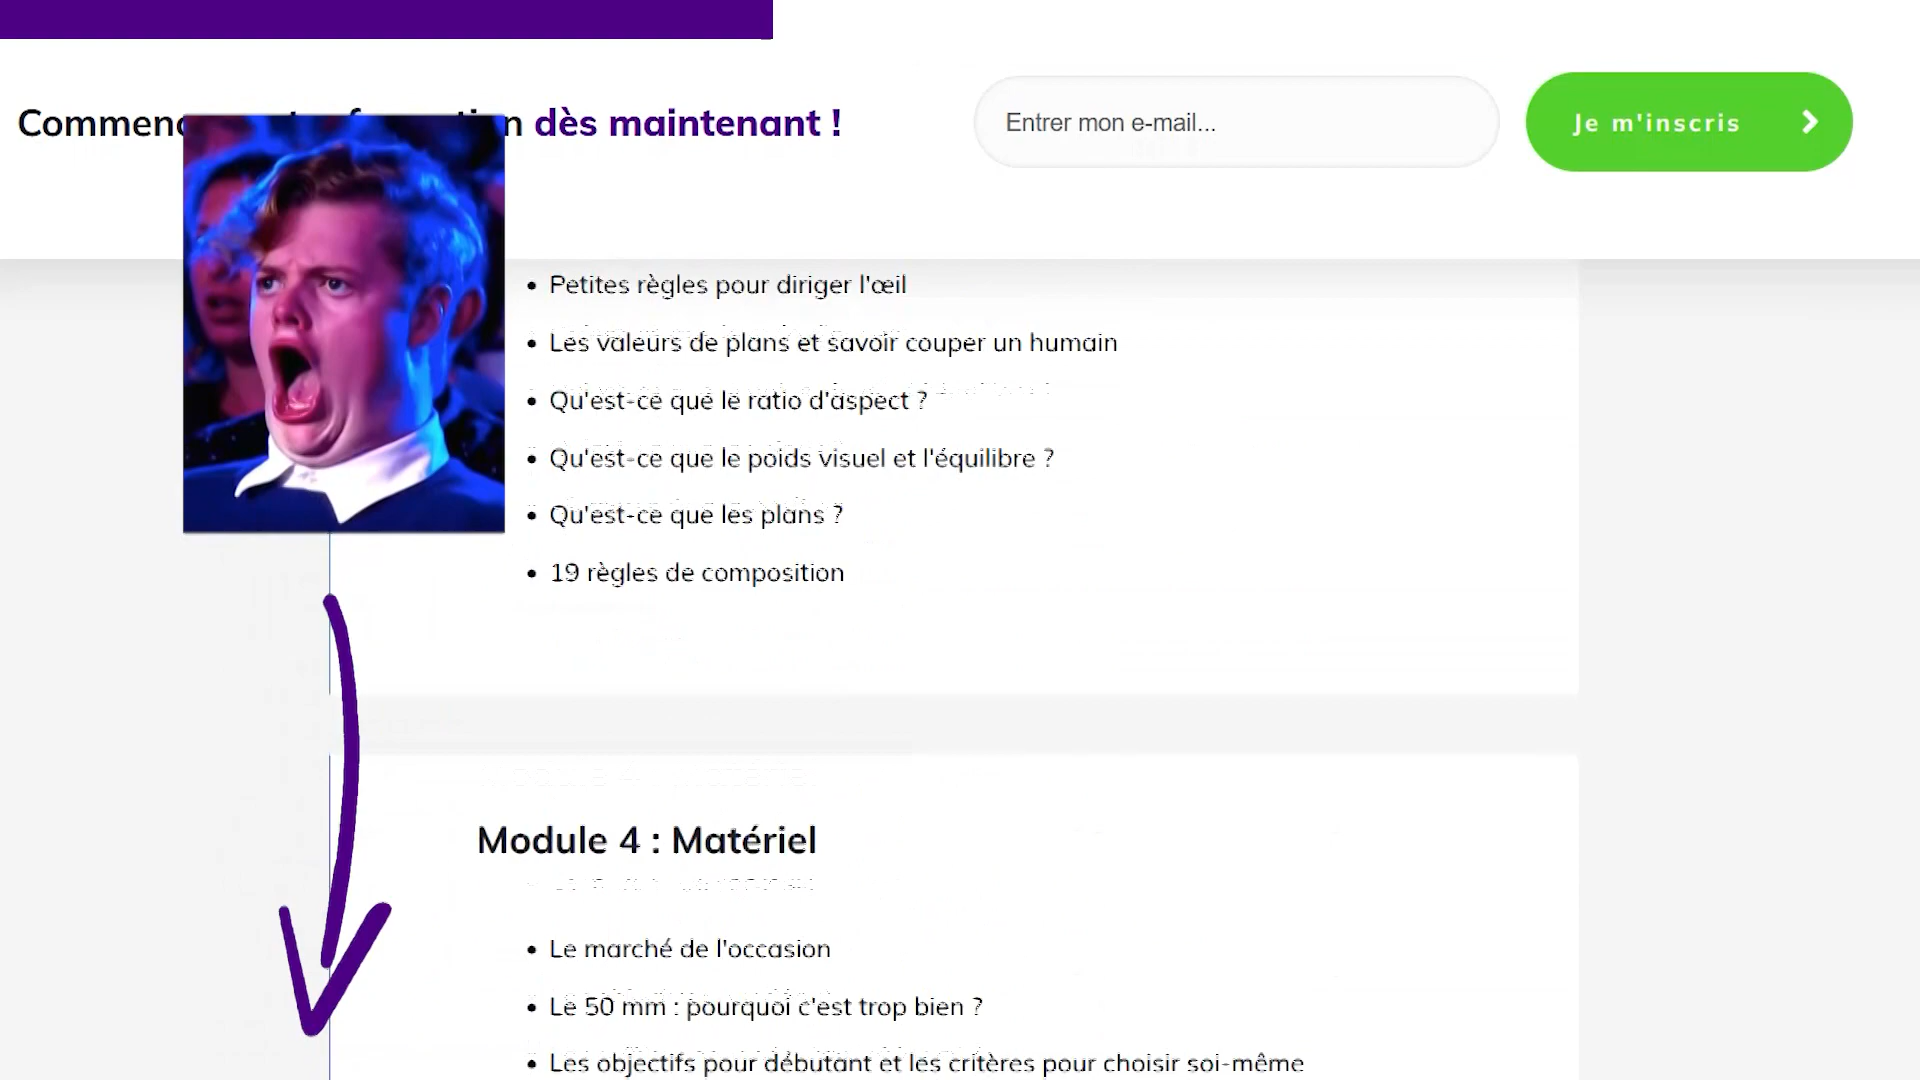 Commenc n dès maintenant !
Entrer mon e-mail...
Je m'inscris
Petites règles pour diriger l'œil
Les valeurs de plans et savoir couper un humain
Qu'est-ce que le ratio d'aspect ?
Qu'est-ce que le poids visuel et l'équilibre ?
Qu'est-ce que les plans ?
19 règles de composition
Module 4 : Matériel
Le marché de l'occasion
Le 50 mm : pourquoi c'est trop bien ?
Les objectifs pour débutant et les critères pour choisir soi-même